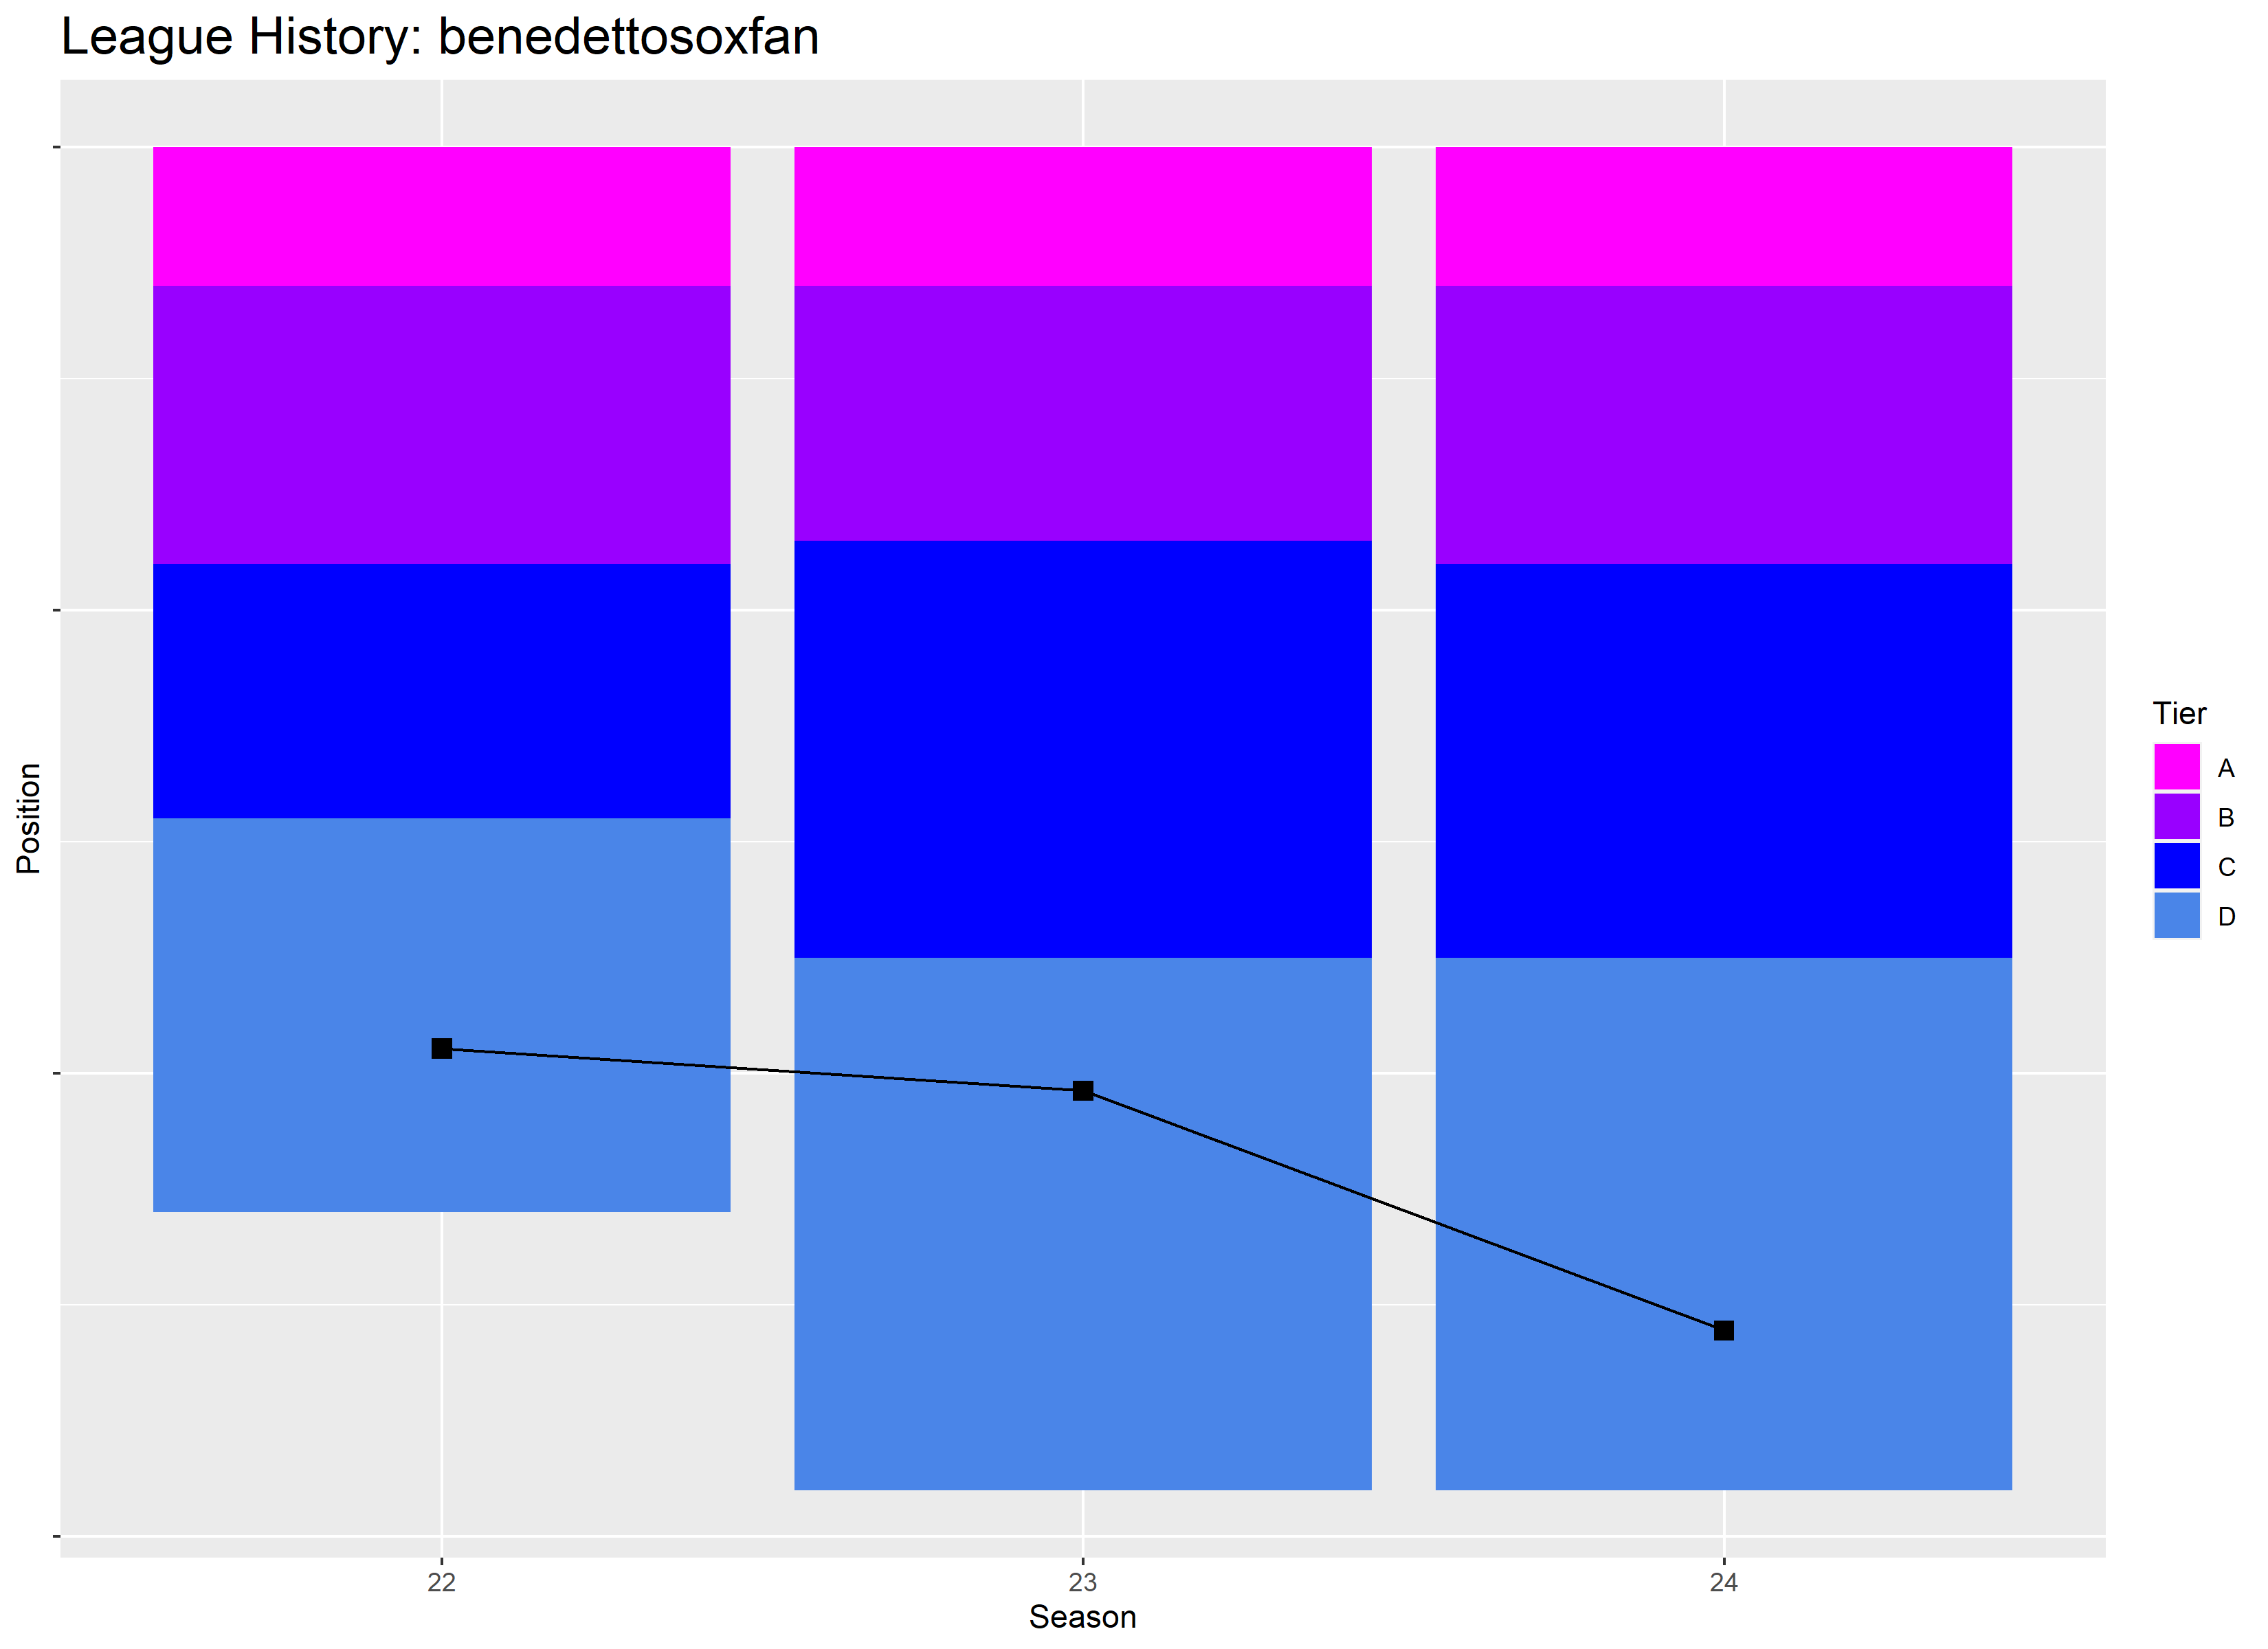 League History: benedettosoxfan
Position
Tier
A
B
C
D
22
23
24
Season